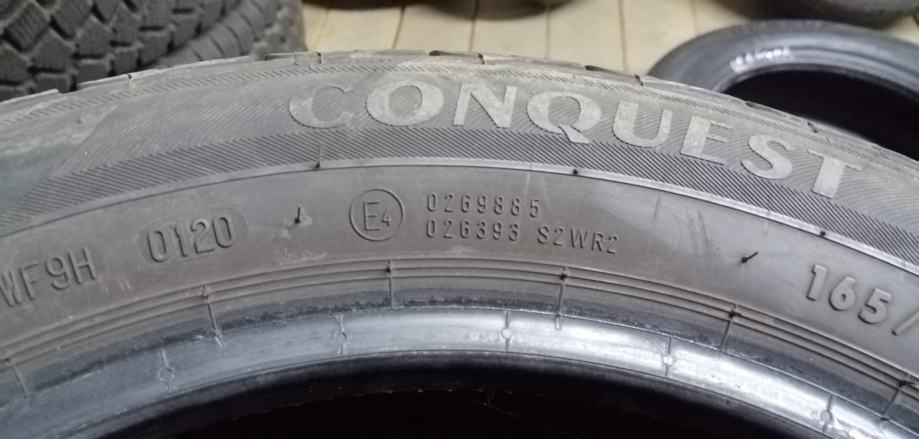 CONQUEST
WF9H 0120
E4
0269885
026393 S2WR2
165/